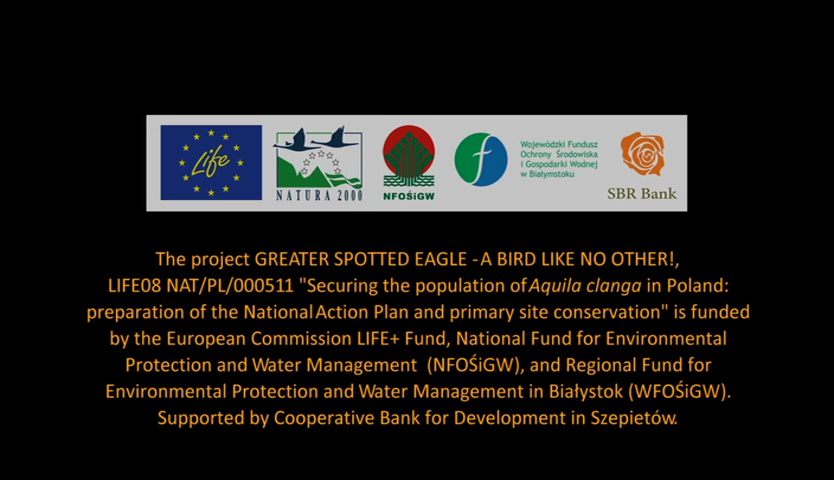 Life
NATURA 2000
NFOŚiGW
Wojewódzki Fundusz
Ochrony Środowiska
i Gospodarki Wodnej
w Białymstoku
SBR Bank
The project GREATER SPOTTED EAGLE - A BIRD LIKE NO OTHER!,
LIFE08 NAT/PL/000511 "Securing the population of Aquila clanga in Poland:
preparation of the National Action Plan and primary site conservation" is funded
by the European Commission LIFE+ Fund, National Fund for Environmental
Protection and Water Management (NFOŚiGW), and Regional Fund for
Environmental Protection and Water Management in Białystok (WFOŚiGW).
Supported by Cooperative Bank for Development in Szepietów.